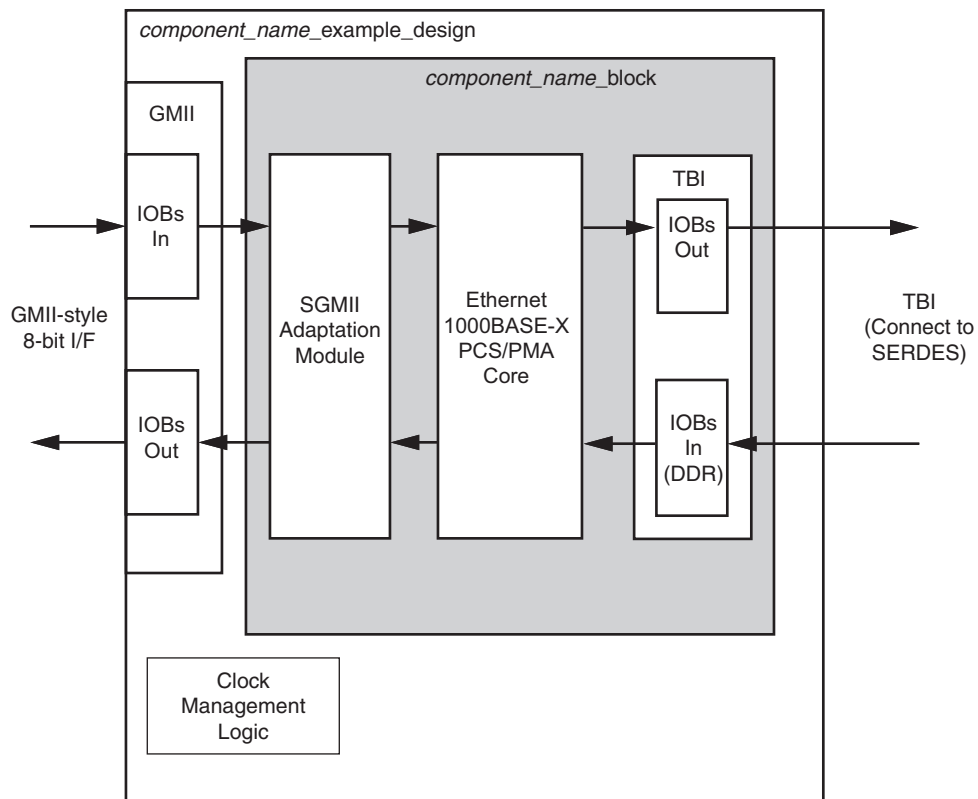 component_name_example_design
component_name_block
GMII
IOBs
In
GMII-style
8-bit I/F
IOBs
Out
SGMII
Adaptation
Module
Ethernet
1000BASE-X
PCS/PMA
Core
TBI
IOBs
Out
IOBs
In
(DDR)
TBI
(Connect to
SERDES)
Clock
Management
Logic